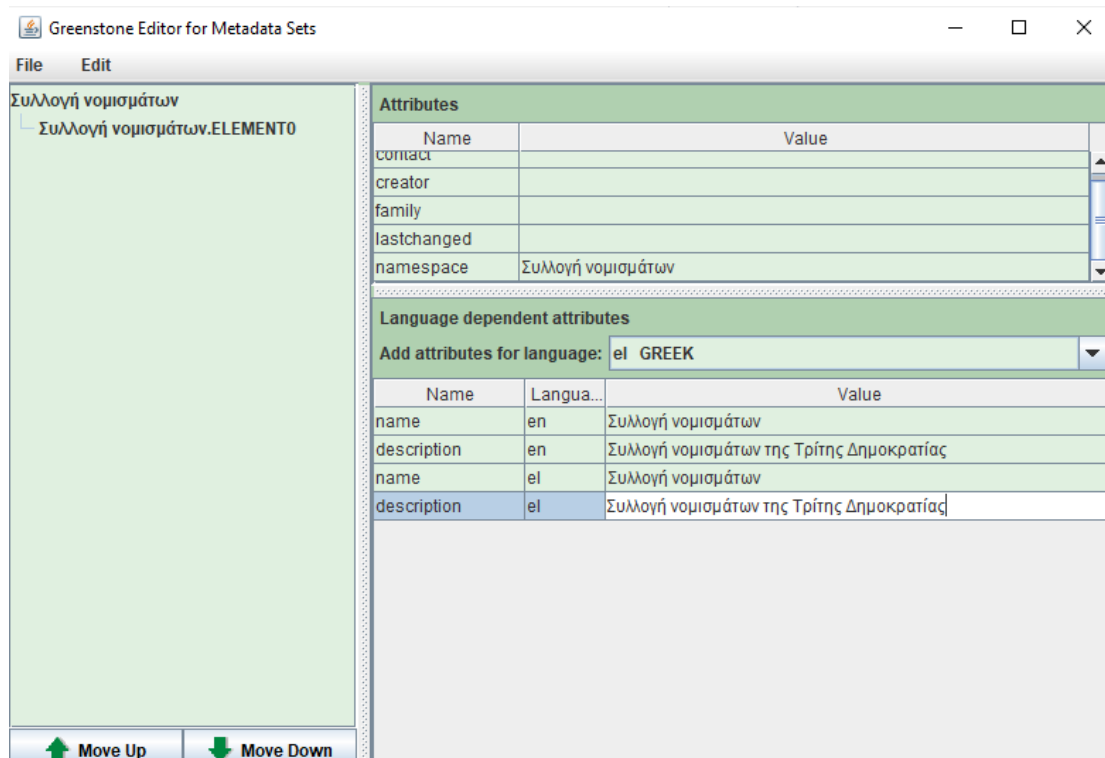 Greenstone Editor for Metadata Sets
File Edit
Συλλογή νομισμάτων
Συλλογή νομισμάτων.ELEMENT0
Attributes
Name Value
contact
creator
family
lastchanged
namespace Συλλογή νομισμάτων
Language dependent attributes
Add attributes for language: el GREEK
Name Langua... Value
name en Συλλογή νομισμάτων
description en Συλλογή νομισμάτων της Τρίτης Δημοκρατίας
name el Συλλογή νομισμάτων
description el Συλλογή νομισμάτων της Τρίτης Δημοκρατίας
Move Up Move Down